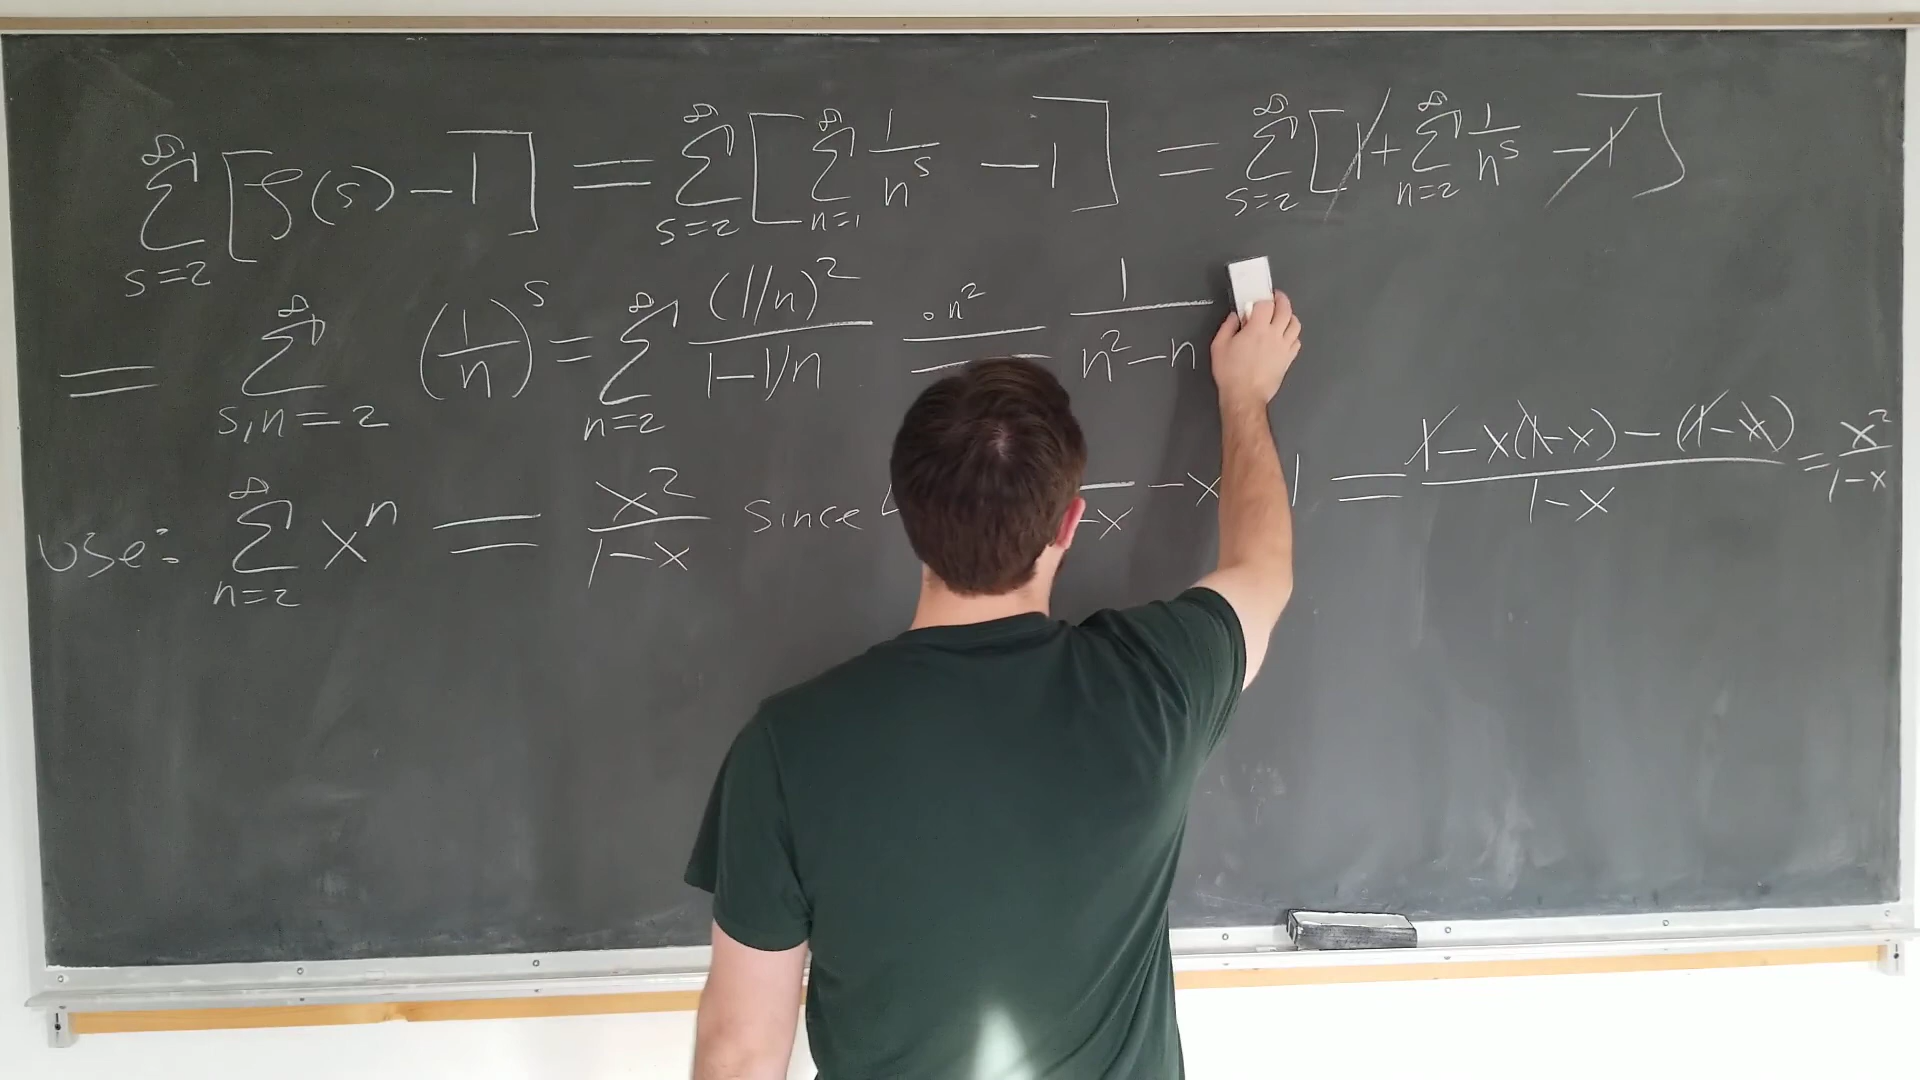 ∞∑s=2 [ζ(s)-1] = ∞∑s=2 [∞∑n=1 1/n^s -1] = ∞∑s=2 [1+∞∑n=2 1/n^s -1]
= ∞∑s,n=2 (1/n)^s = ∞∑n=2 (1/n)^2/(1-1/n) ·n^2 = 1/(n^2-n)
use: ∞∑n=2 x^n = x^2/(1-x) since -x -x 1 = (1-x(1-x)-(1-x))/(1-x) = x^2/(1-x)